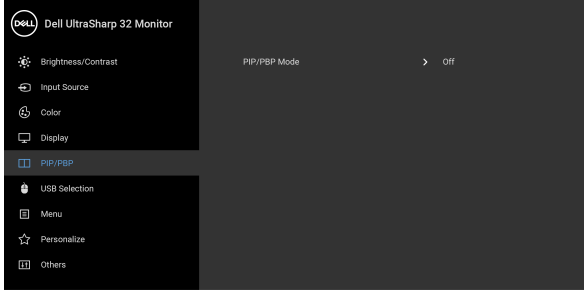 DELL Dell UltraSharp 32 Monitor
Brightness/Contrast
PIP/PBP Mode Off
Input Source
Color
Display
PIP/PBP
USB Selection
Menu
Personalize
Others